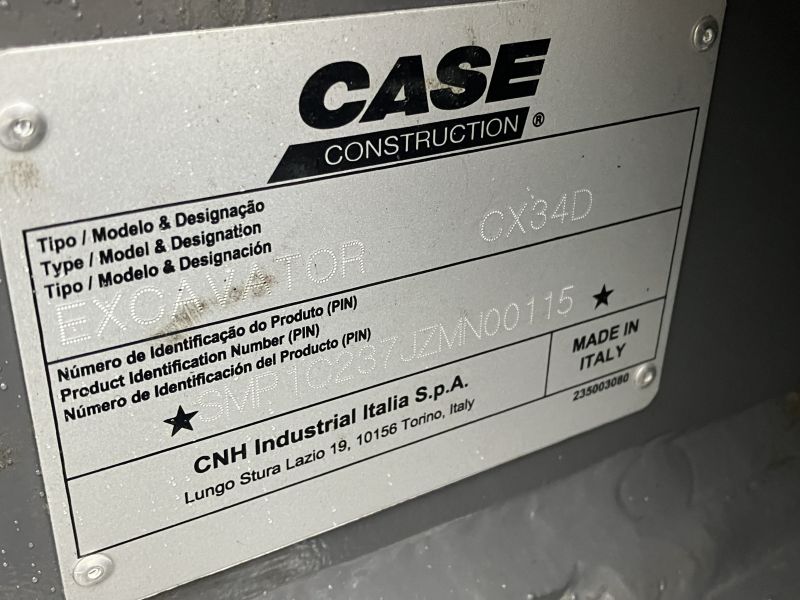 CASE
CONSTRUCTION ®
Tipo / Modelo & Designação
Type / Model & Designation
Tipo / Modelo & Designación
EXCAVATOR CX34D
Número de Identificação do Produto (PIN)
Product Identification Number (PIN)
Número de Identificación del Producto (PIN)
★SMP1C237JZMN00115★
CNH Industrial Italia S.p.A.
Lungo Stura Lazio 19, 10156 Torino, Italy
MADE IN
ITALY
235003080